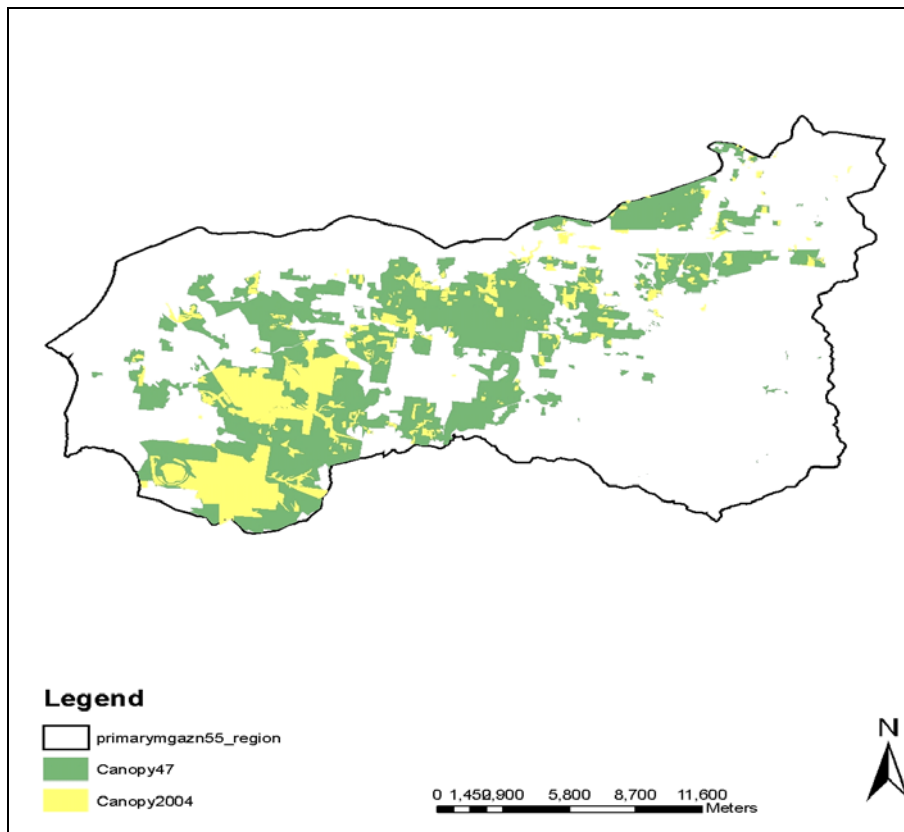 Legend
primarymgazn55_region
Canopy47
Canopy2004
N
0 1,450 2,900 5,800 8,700 11,600
Meters